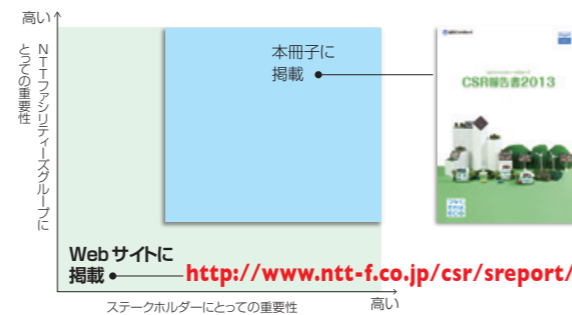 高い
NTTファシリティーズグループに
とっての重要性
本冊子に
掲載
CSR報告書2013
Webサイトに
掲載
http://www.ntt-f.co.jp/csr/sreport/
ステークホルダーにとっての重要性
高い